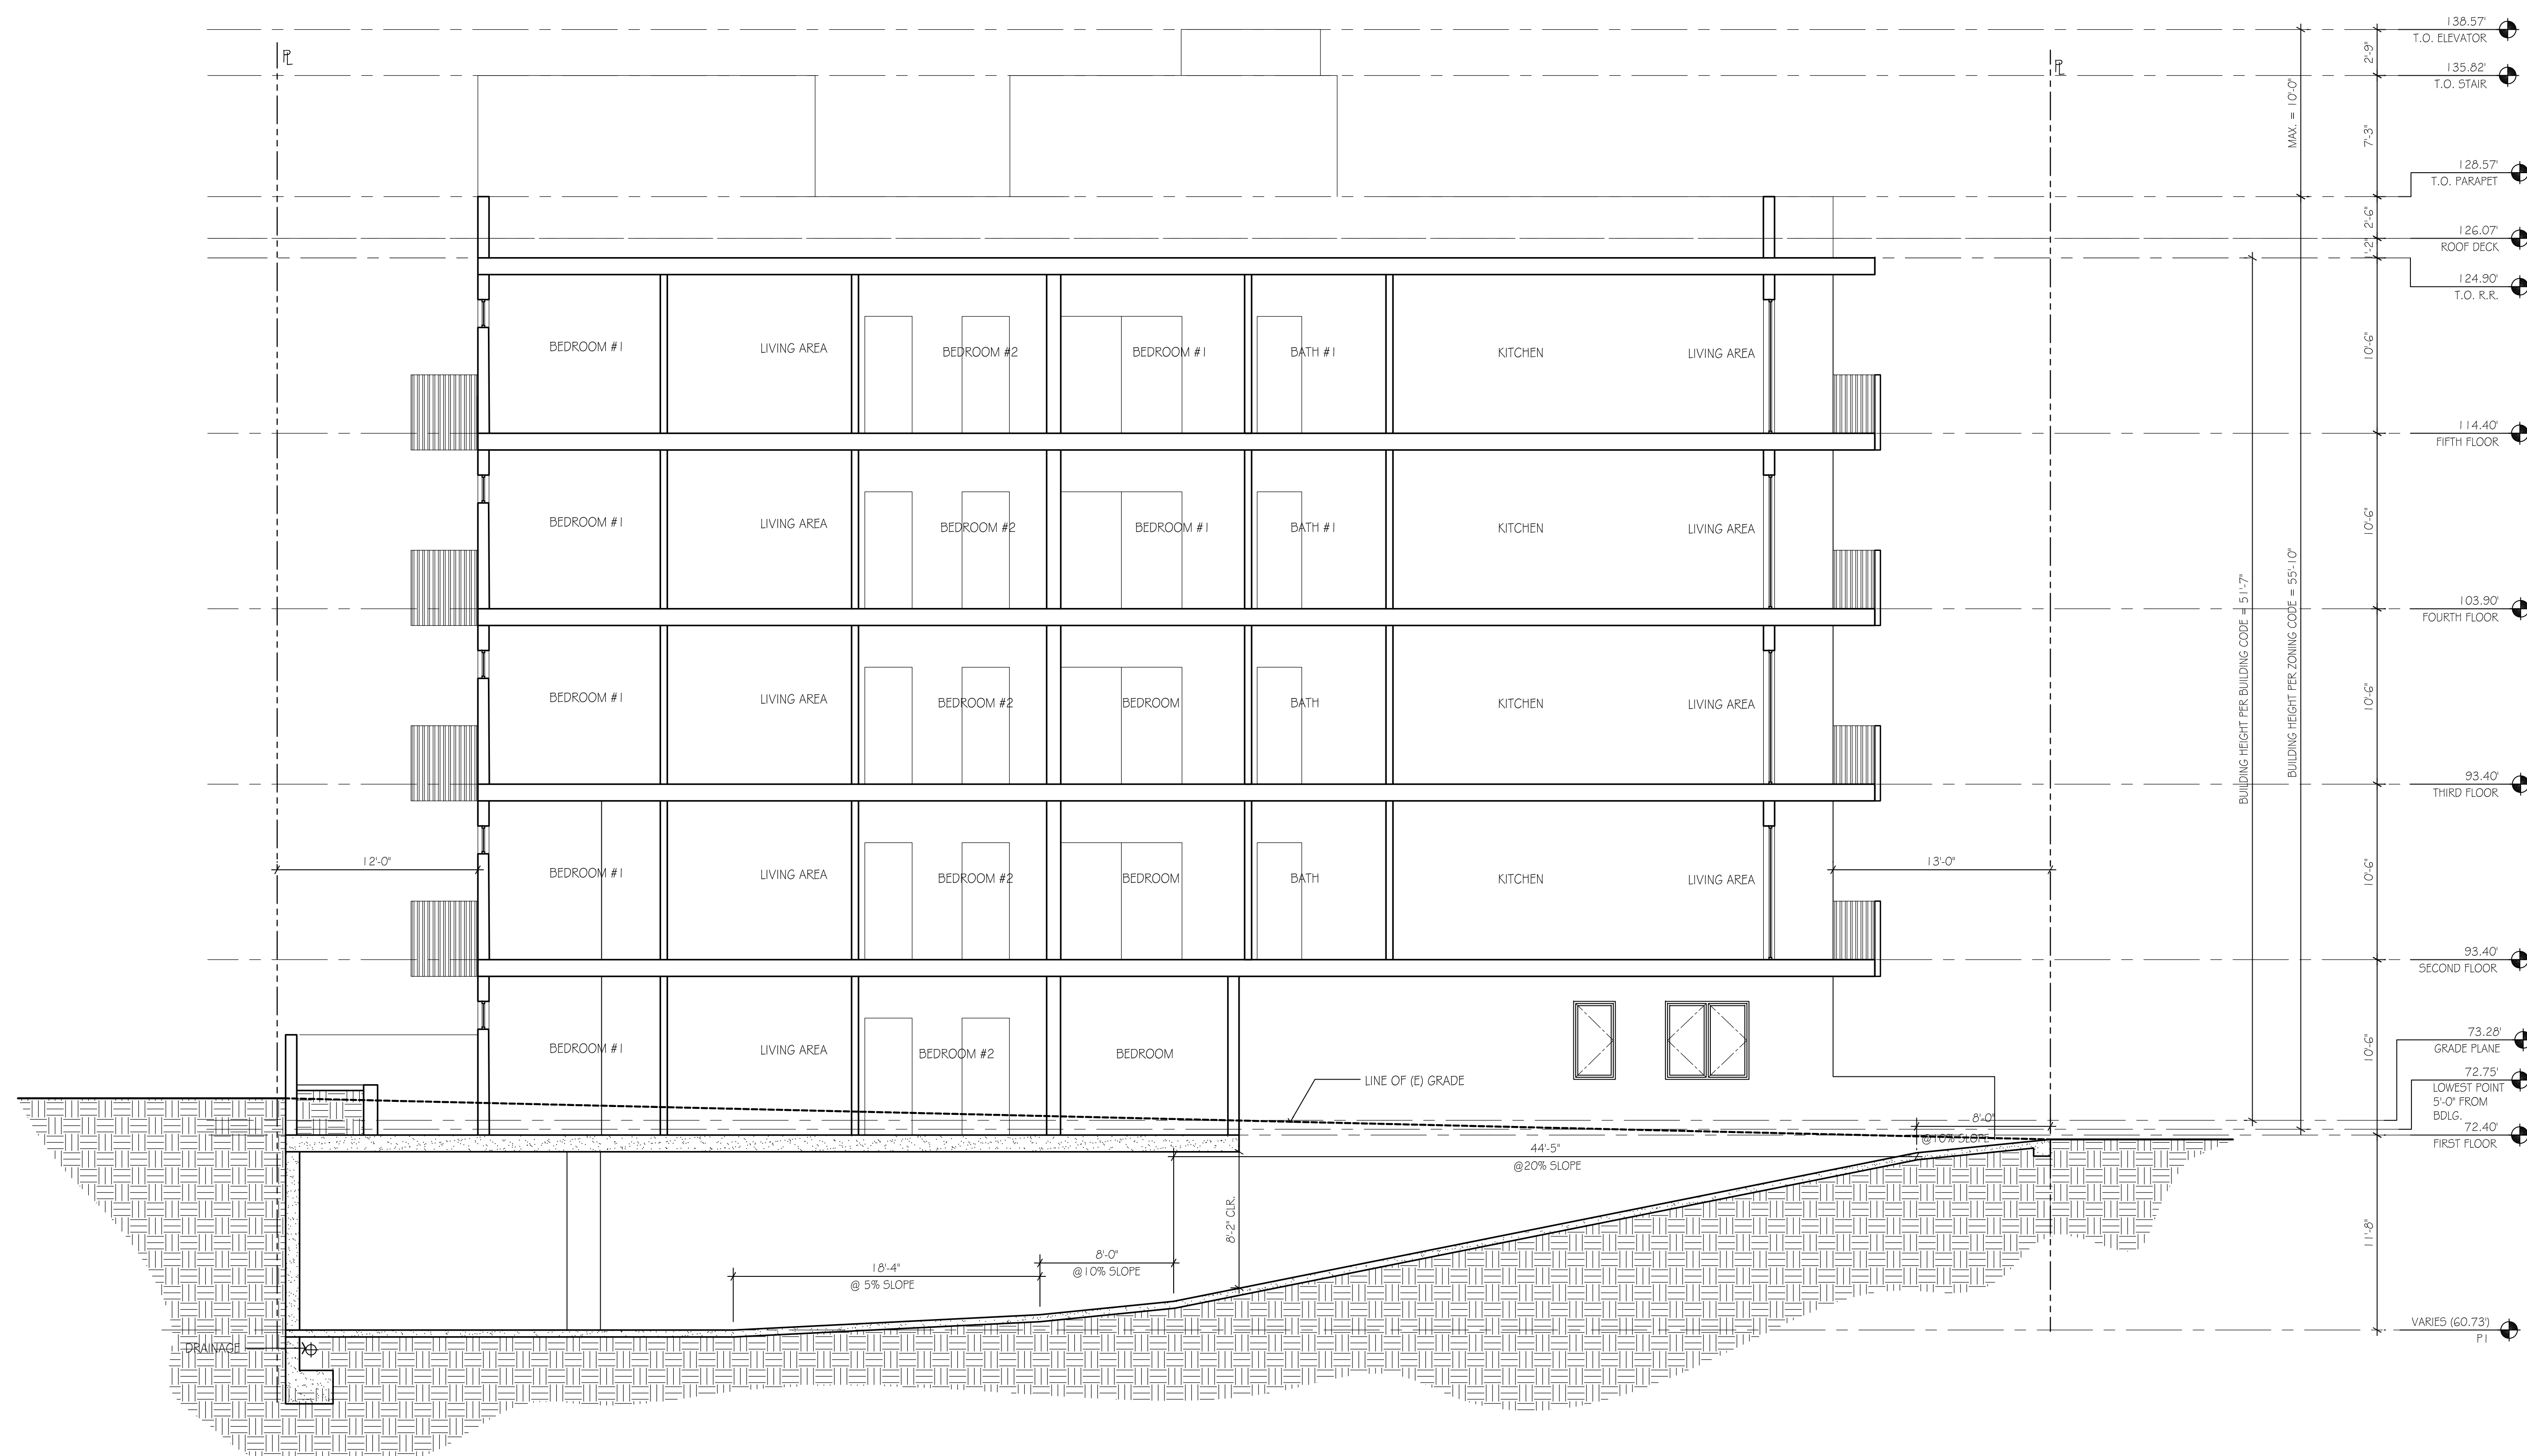 138.57'
T.O. ELEVATOR
2'-9"
PL
PL
135.82'
T.O. STAIR
MAX. = 10'-0"
7'-3"
128.57'
T.O. PARAPET
2'-6"
126.07'
ROOF DECK
1'-2"
124.90'
T.O. R.R.
BEDROOM #1
LIVING AREA
BEDROOM #2
BEDROOM #1
BATH #1
KITCHEN
LIVING AREA
10'-6"
114.40'
FIFTH FLOOR
BEDROOM #1
LIVING AREA
BEDROOM #2
BEDROOM #1
BATH #1
KITCHEN
LIVING AREA
10'-6"
103.90'
FOURTH FLOOR
BUILDING HEIGHT PER BUILDING CODE = 51'-7"
BUILDING HEIGHT PER ZONING CODE = 55'-10"
BEDROOM #1
LIVING AREA
BEDROOM #2
BEDROOM
BATH
KITCHEN
LIVING AREA
10'-6"
93.40'
THIRD FLOOR
12'-0"
13'-0"
BEDROOM #1
LIVING AREA
BEDROOM #2
BEDROOM
BATH
KITCHEN
LIVING AREA
10'-6"
93.40'
SECOND FLOOR
BEDROOM #1
LIVING AREA
BEDROOM #2
BEDROOM
10'-6"
73.28'
GRADE PLANE
LINE OF (E) GRADE
72.75'
LOWEST POINT
5'-0" FROM
BDLG.
8'-0"
@10% SLOPE
72.40'
FIRST FLOOR
44'-5"
@20% SLOPE
8'-2" CLR.
11'-8"
8'-0"
@10% SLOPE
18'-4"
@ 5% SLOPE
VARIES (60.73')
P1
DRAINAGE